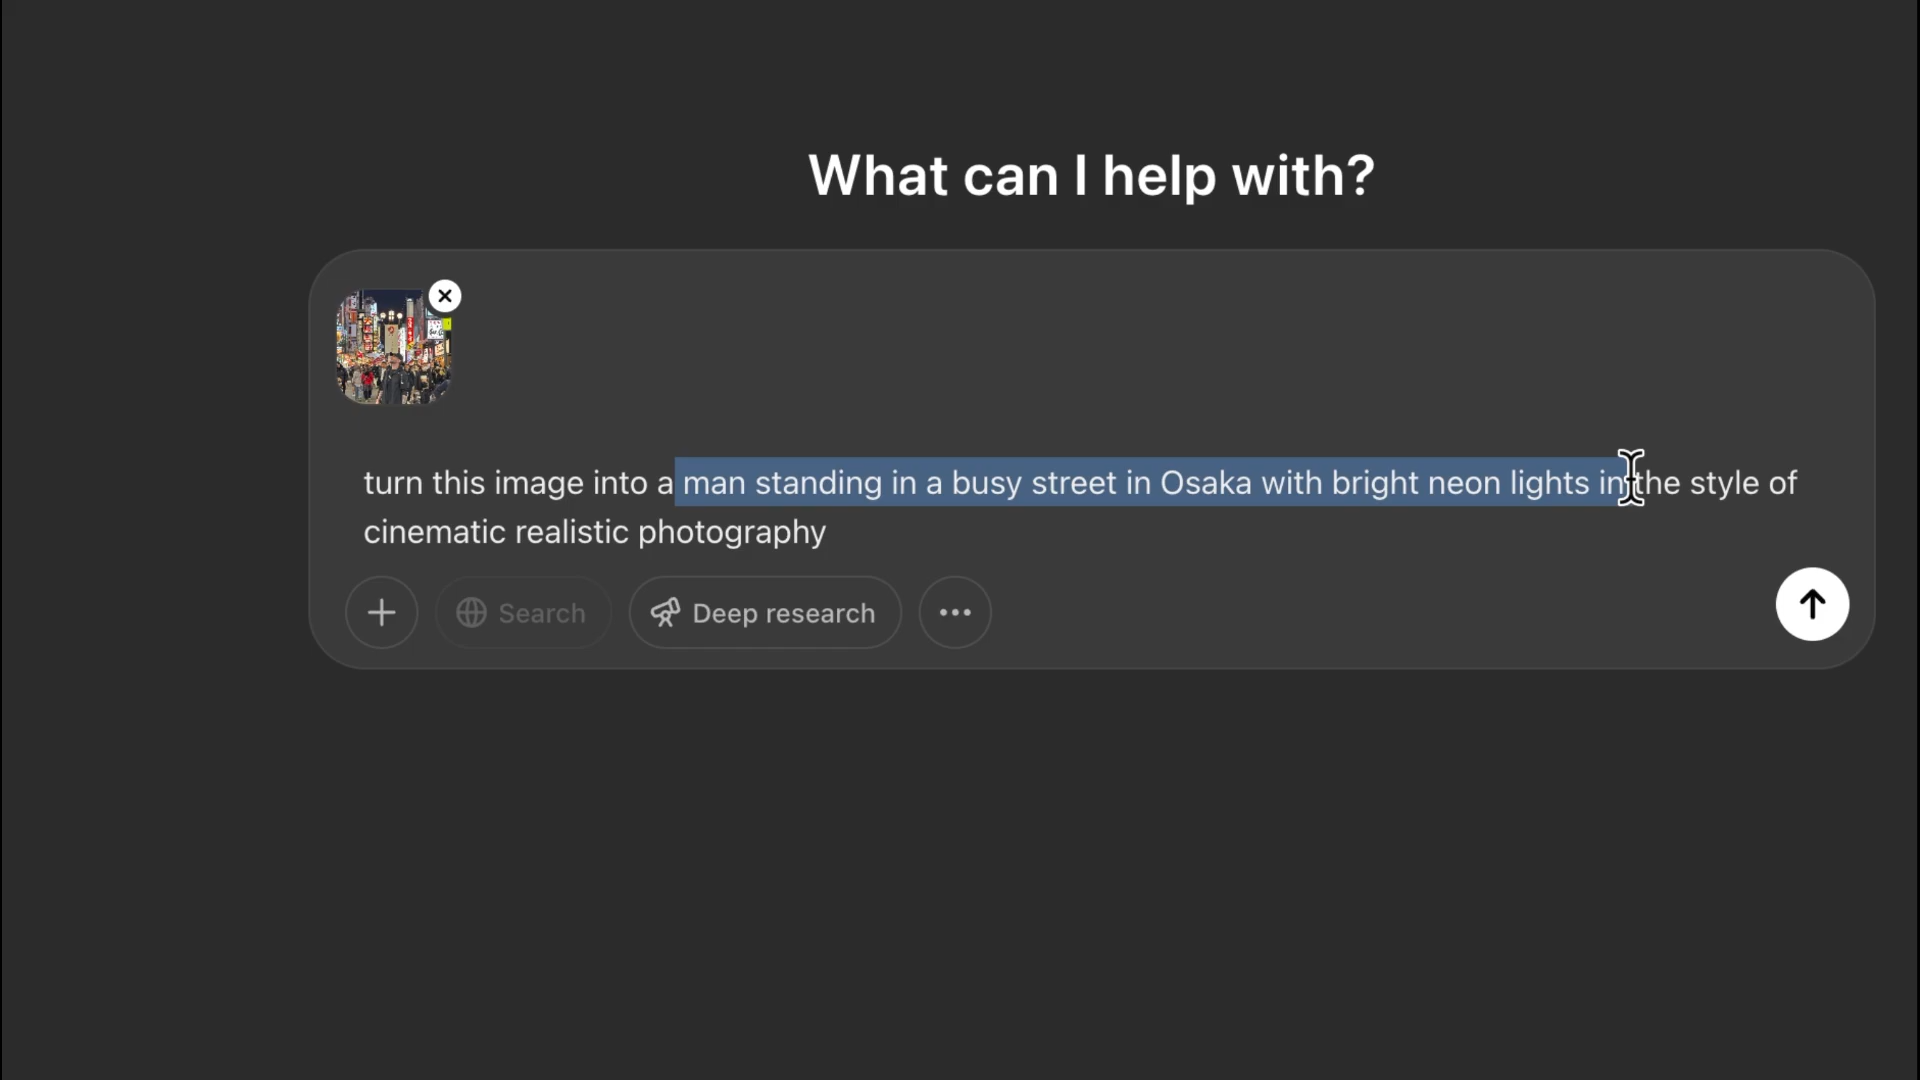 What can I help with?
turn this image into a man standing in a busy street in Osaka with bright neon lights in the style of
cinematic realistic photography
Search
Deep research